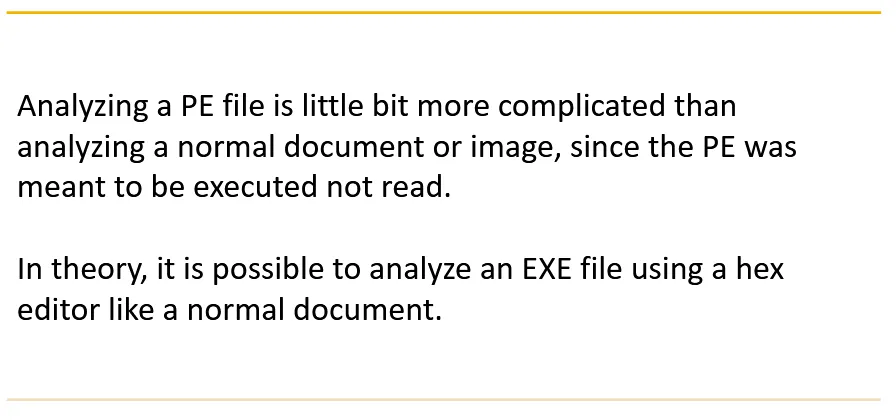 Analyzing a PE file is little bit more complicated than
analyzing a normal document or image, since the PE was
meant to be executed not read.
In theory, it is possible to analyze an EXE file using a hex
editor like a normal document.